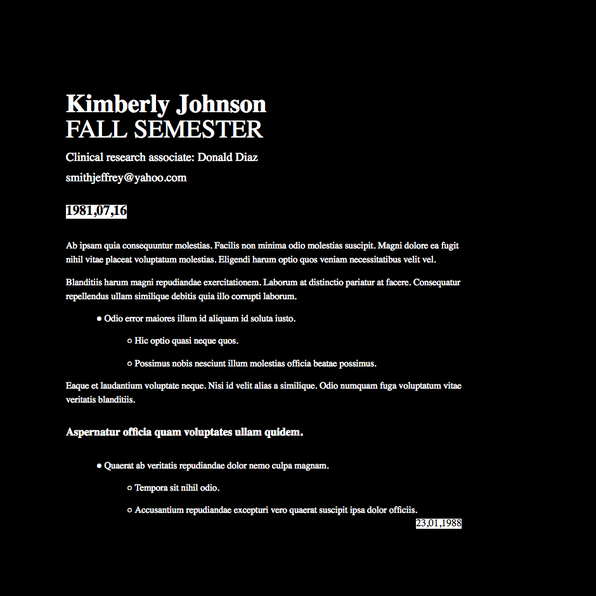 Kimberly Johnson
FALL SEMESTER
Clinical research associate: Donald Diaz
smithjeffrey@yahoo.com
1981,07,16
Ab ipsam quia consequuntur molestias. Facilis non minima odio molestias suscipit. Magni dolore ea fugit
nihil vitae placeat voluptatum molestias. Eligendi harum optio quos veniam necessitatibus velit vel.
Blanditiis harum magni repudiandae exercitationem. Laborum at distinctio pariatur at facere. Consequatur
repellendus ullam similique debitis quia illo corrupti laborum.
Odio error maiores illum id aliquam id soluta iusto.
Hic optio quasi neque quos.
Possimus nobis nesciunt illum molestias officia beatae possimus.
Eaque et laudantium voluptate neque. Nisi id velit alias a similique. Odio numquam fuga voluptatum vitae
veritatis blanditiis.
Aspernatur officia quam voluptates ullam quidem.
Quaerat ab veritatis repudiandae dolor nemo culpa magnam.
Tempora sit nihil odio.
Accusantium repudiandae excepturi vero quaerat suscipit ipsa dolor officiis.
23,01,1988